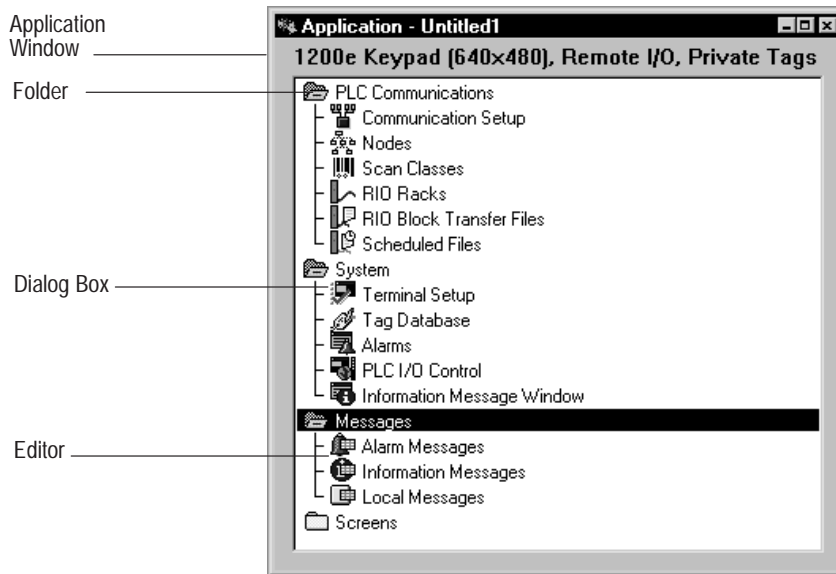 Application
Window
Folder
Dialog Box
Editor
Application - Untitled1
1200e Keypad (640×480), Remote I/O, Private Tags
PLC Communications
Communication Setup
Nodes
Scan Classes
RIO Racks
RIO Block Transfer Files
Scheduled Files
System
Terminal Setup
Tag Database
Alarms
PLC I/O Control
Information Message Window
Messages
Alarm Messages
Information Messages
Local Messages
Screens